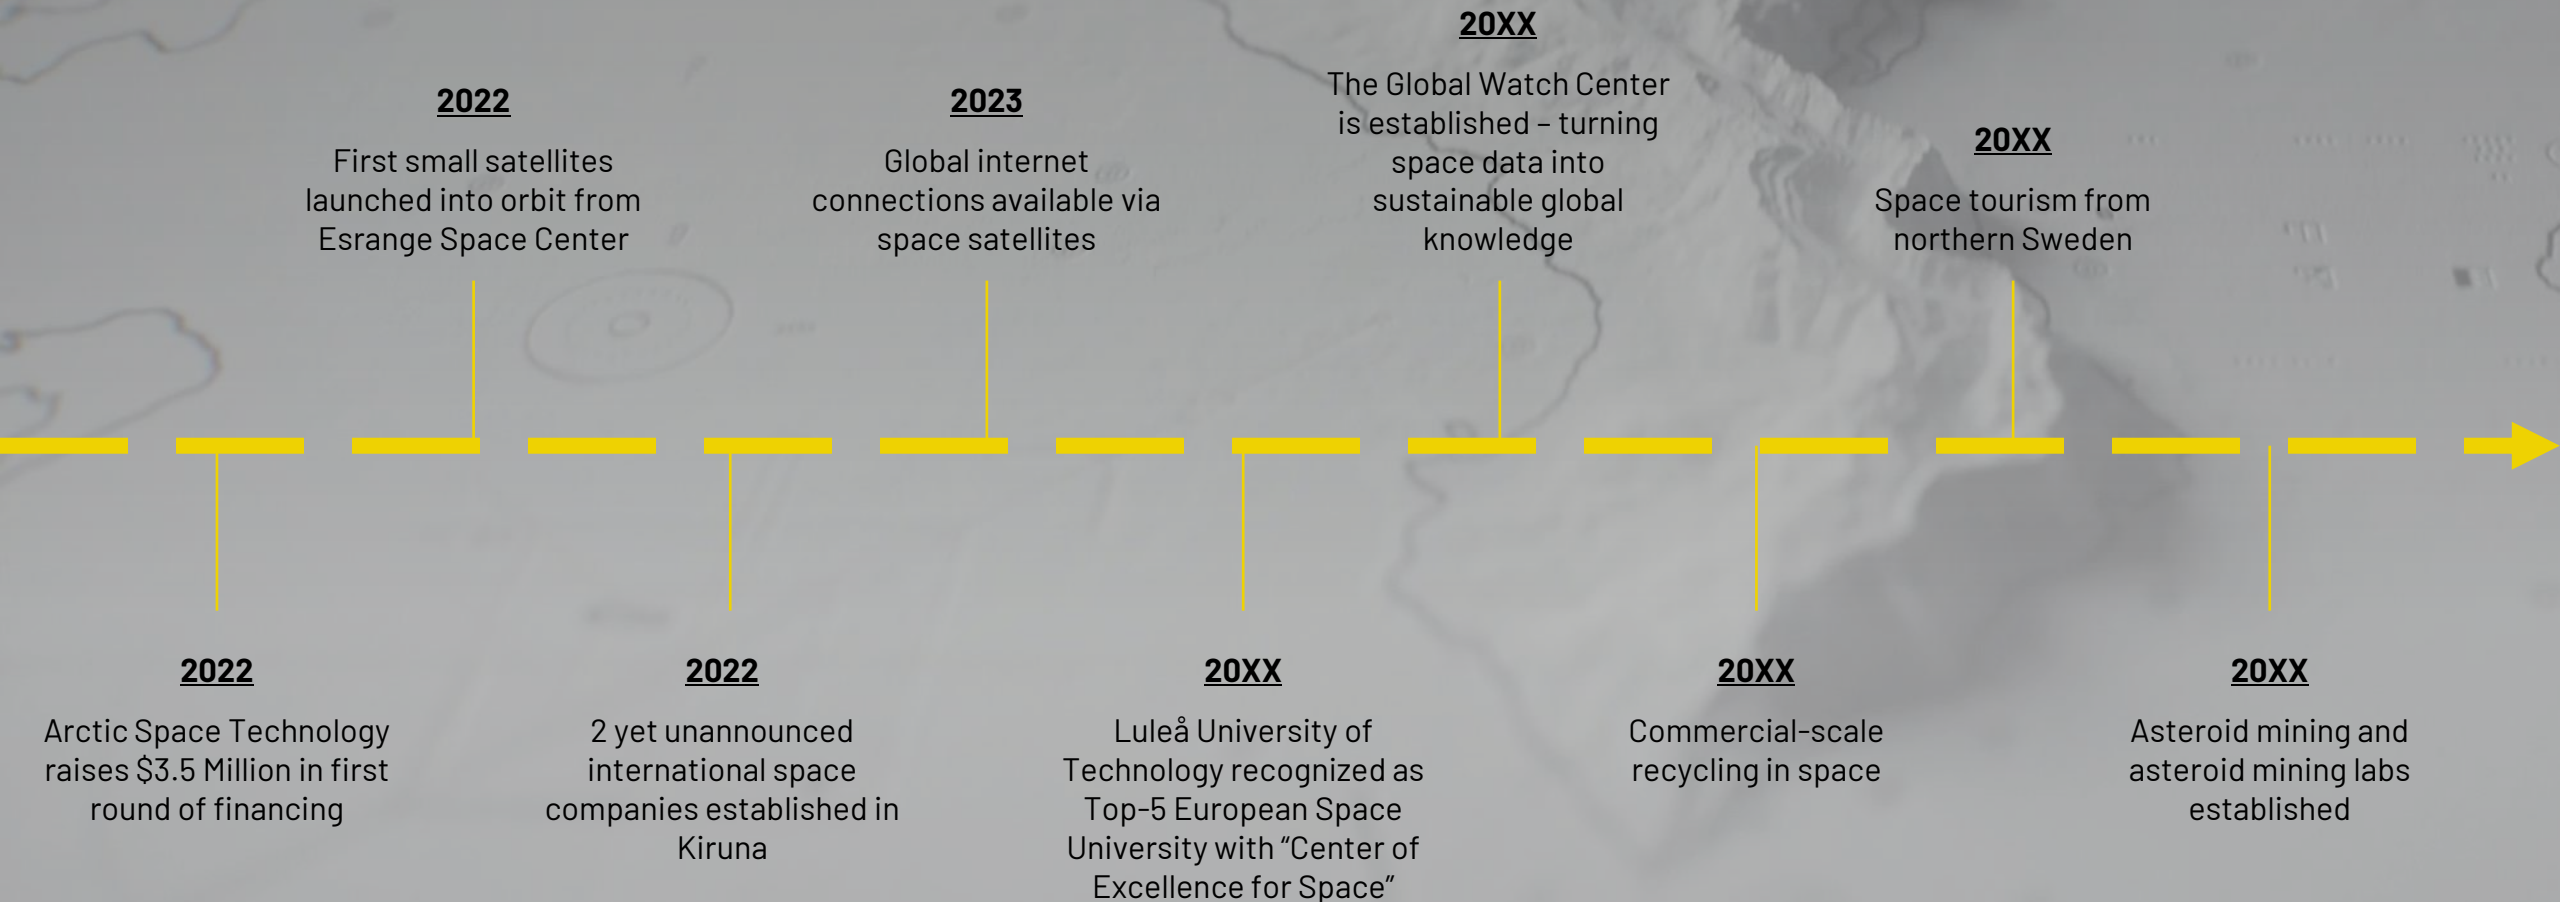 2022
First small satellites
launched into orbit from
Esrange Space Center
2023
Global internet
connections available via
space satellites
20XX
The Global Watch Center
is established – turning
space data into
sustainable global
knowledge
20XX
Space tourism from
northern Sweden
2022
Arctic Space Technology
raises $3.5 Million in first
round of financing
2022
2 yet unannounced
international space
companies established in
Kiruna
20XX
Luleå University of
Technology recognized as
Top-5 European Space
University with “Center of
Excellence for Space”
20XX
Commercial-scale
recycling in space
20XX
Asteroid mining and
asteroid mining labs
established